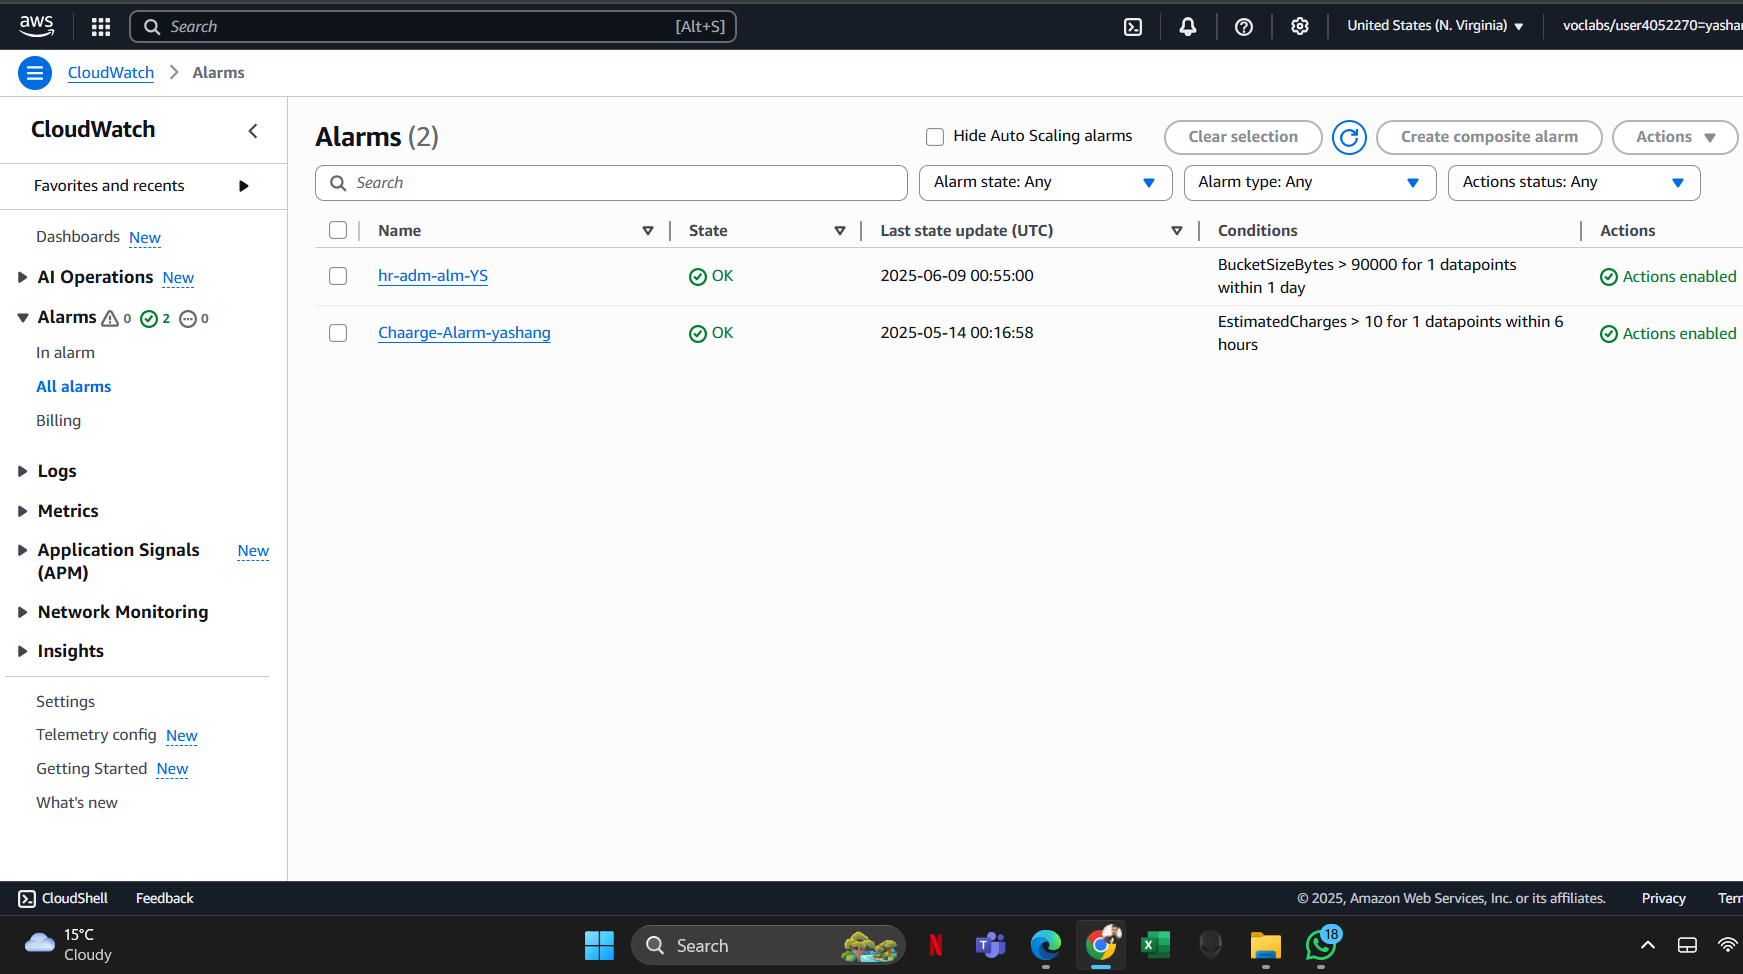 aws
Search [Alt+S]
United States (N. Virginia)
voclabs/user4052270=yashan
CloudWatch
Alarms
CloudWatch
Favorites and recents
Dashboards New
AI Operations New
Alarms 0 2 0
In alarm
All alarms
Billing
Logs
Metrics
Application Signals New
(APM)
Network Monitoring
Insights
Settings
Telemetry config New
Getting Started New
What's new
Alarms (2)
Hide Auto Scaling alarms
Clear selection
Create composite alarm
Actions
Search
Alarm state: Any
Alarm type: Any
Actions status: Any
Name State Last state update (UTC) Conditions Actions
hr-adm-alm-YS OK 2025-06-09 00:55:00 BucketSizeBytes > 90000 for 1 datapoints Actions enabled
within 1 day
Chaarge-Alarm-yashang OK 2025-05-14 00:16:58 EstimatedCharges > 10 for 1 datapoints within 6 Actions enabled
hours
CloudShell
Feedback
© 2025, Amazon Web Services, Inc. or its affiliates.
Privacy
Term
15°C
Cloudy
Search
N
T
18